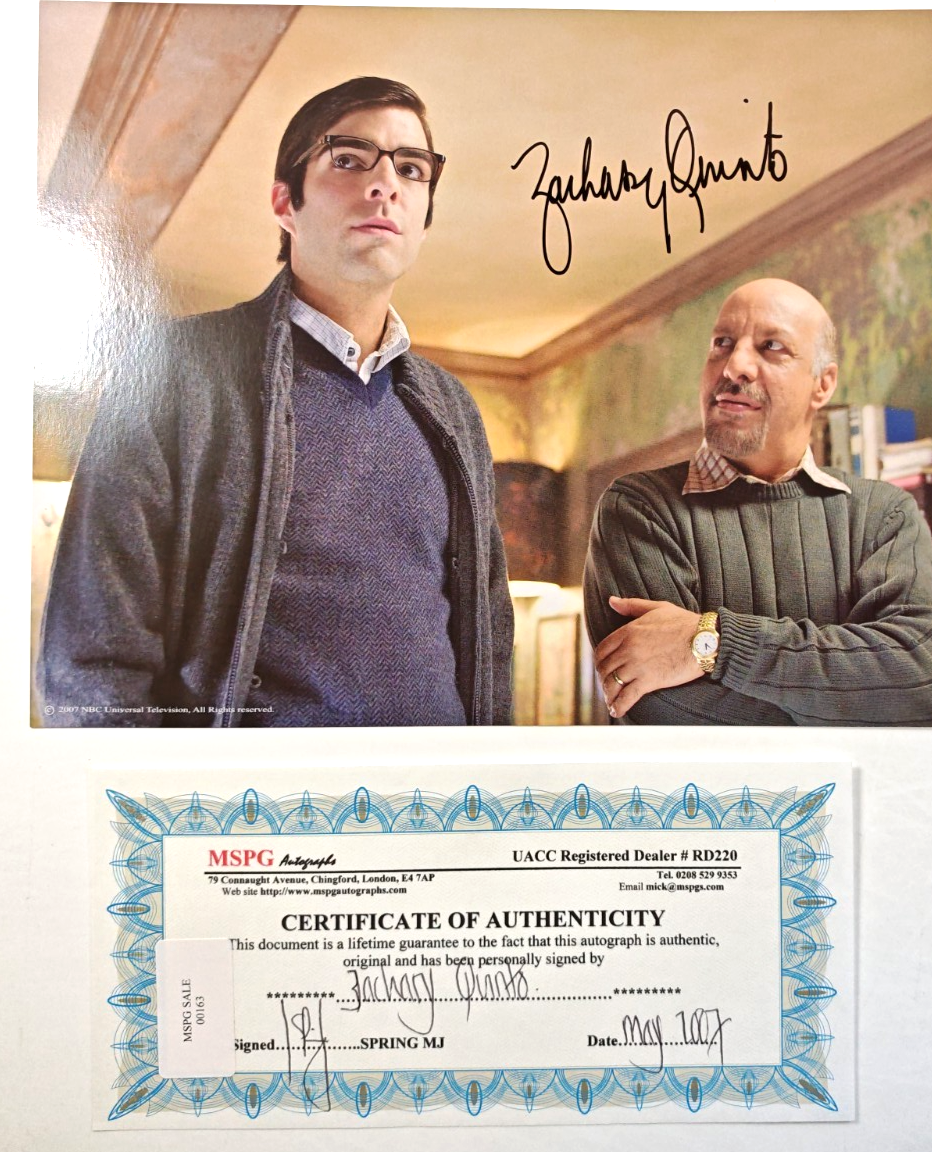 Zachary Quinto
© 2007 NBC Universal Television, All Rights reserved.
MSPG Autographs
UACC Registered Dealer # RD220
79 Connaught Avenue, Chingford, London, E4 7AP
Tel. 0208 529 9353
Web site http://www.mspgautographs.com
Email mick@mspgs.com
CERTIFICATE OF AUTHENTICITY
This document is a lifetime guarantee to the fact that this autograph is authentic,
original and has been personally signed by
*********...Zachary Quinto.................*********
MSPG SALE
00163
Signed....................SPRING MJ
Date..May....2007